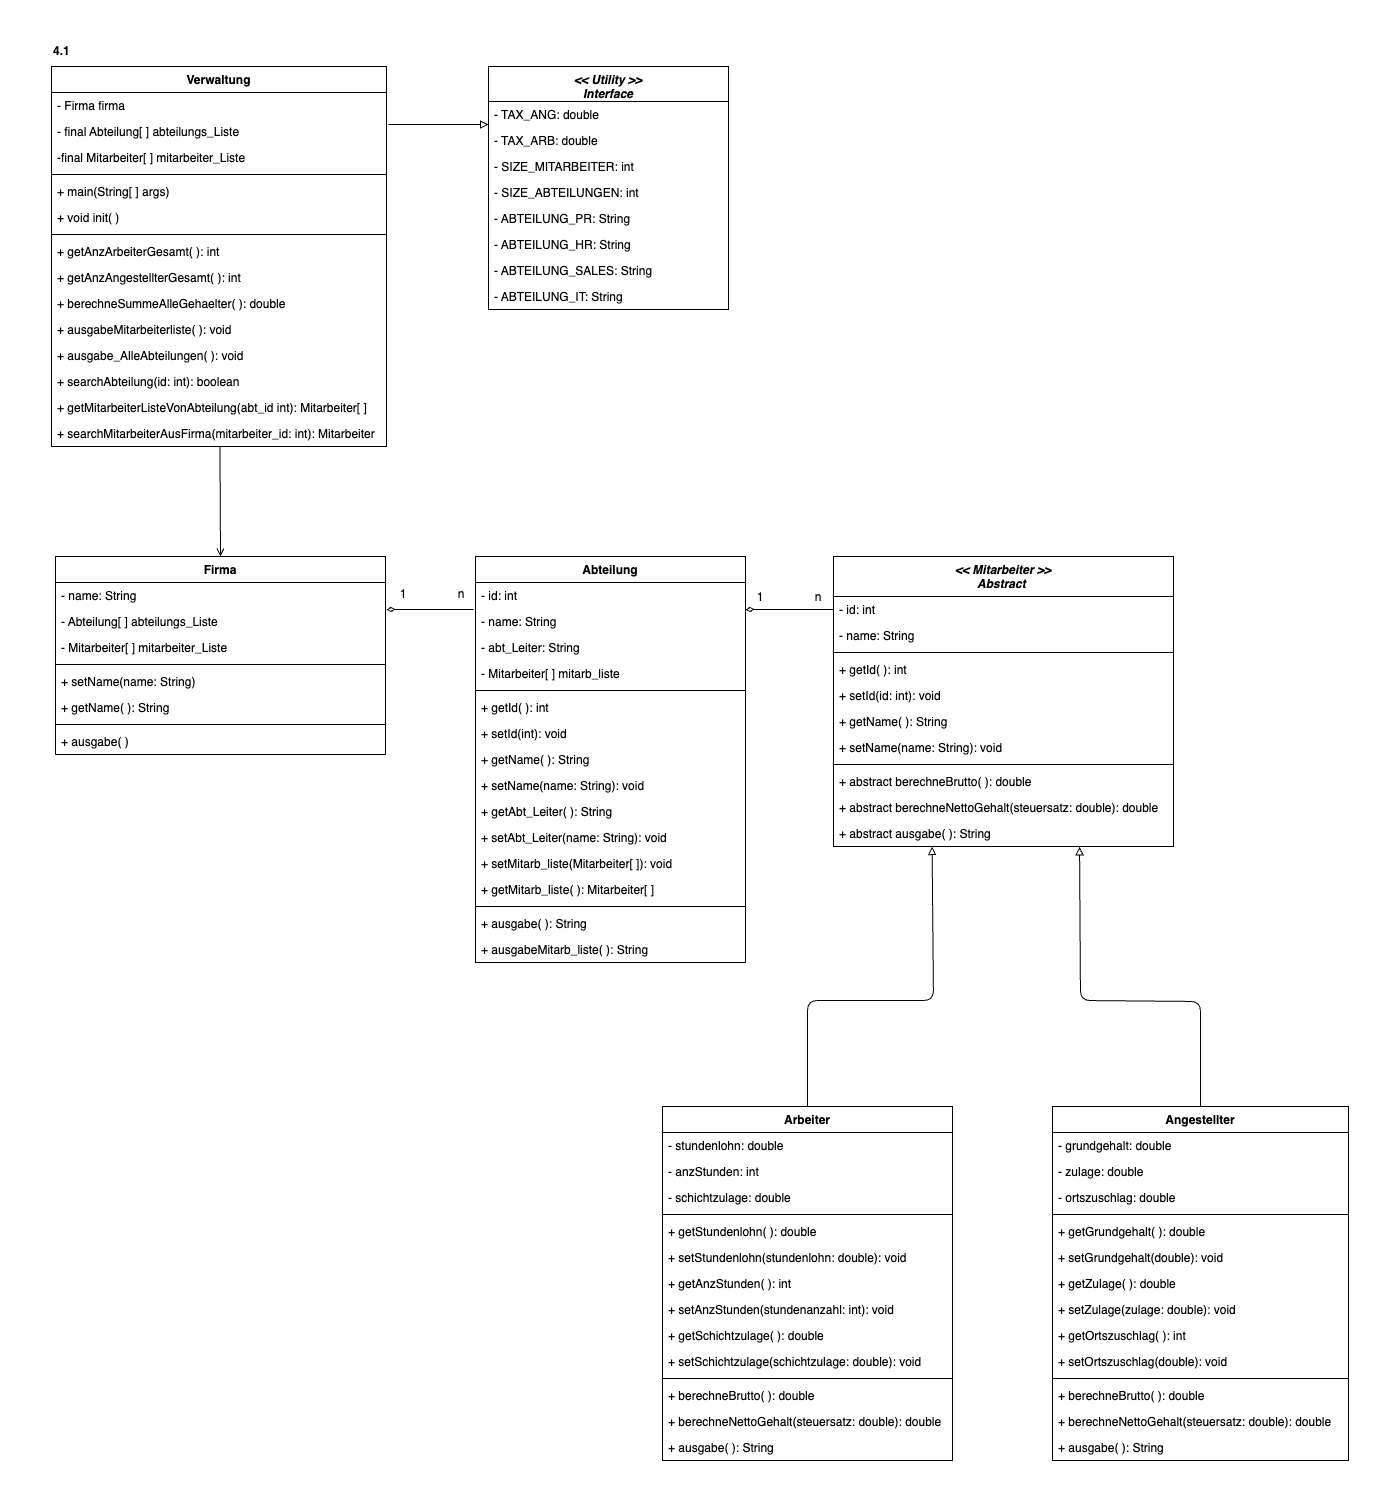 4.1
Verwaltung
- Firma firma
- final Abteilung[ ] abteilungs_Liste
-final Mitarbeiter[ ] mitarbeiter_Liste
+ main(String[ ] args)
+ void init( )
+ getAnzArbeiterGesamt( ): int
+ getAnzAngestellterGesamt( ): int
+ berechneSummeAlleGehaelter( ): double
+ ausgabeMitarbeiterliste( ): void
+ ausgabe_AlleAbteilungen( ): void
+ searchAbteilung(id: int): boolean
+ getMitarbeiterListeVonAbteilung(abt_id int): Mitarbeiter[ ]
+ searchMitarbeiterAusFirma(mitarbeiter_id: int): Mitarbeiter
<< Utility >>
Interface
- TAX_ANG: double
- TAX_ARB: double
- SIZE_MITARBEITER: int
- SIZE_ABTEILUNGEN: int
- ABTEILUNG_PR: String
- ABTEILUNG_HR: String
- ABTEILUNG_SALES: String
- ABTEILUNG_IT: String
Firma
- name: String
- Abteilung[ ] abteilungs_Liste
- Mitarbeiter[ ] mitarbeiter_Liste
+ setName(name: String)
+ getName( ): String
+ ausgabe( )
1
n
Abteilung
- id: int
- name: String
- abt_Leiter: String
- Mitarbeiter[ ] mitarb_liste
+ getId( ): int
+ setId(int): void
+ getName( ): String
+ setName(name: String): void
+ getAbt_Leiter( ): String
+ setAbt_Leiter(name: String): void
+ setMitarb_liste(Mitarbeiter[ ]): void
+ getMitarb_liste( ): Mitarbeiter[ ]
+ ausgabe( ): String
+ ausgabeMitarb_liste( ): String
1
n
<< Mitarbeiter >>
Abstract
- id: int
- name: String
+ getId( ): int
+ setId(id: int): void
+ getName( ): String
+ setName(name: String): void
+ abstract berechneBrutto( ): double
+ abstract berechneNettoGehalt(steuersatz: double): double
+ abstract ausgabe( ): String
Arbeiter
- stundenlohn: double
- anzStunden: int
- schichtzulage: double
+ getStundenlohn( ): double
+ setStundenlohn(stundenlohn: double): void
+ getAnzStunden( ): int
+ setAnzStunden(stundenanzahl: int): void
+ getSchichtzulage( ): double
+ setSchichtzulage(schichtzulage: double): void
+ berechneBrutto( ): double
+ berechneNettoGehalt(steuersatz: double): double
+ ausgabe( ): String
Angestellter
- grundgehalt: double
- zulage: double
- ortszuschlag: double
+ getGrundgehalt( ): double
+ setGrundgehalt(double): void
+ getZulage( ): double
+ setZulage(zulage: double): void
+ getOrtszuschlag( ): int
+ setOrtszuschlag(double): void
+ berechneBrutto( ): double
+ berechneNettoGehalt(steuersatz: double): double
+ ausgabe( ): String